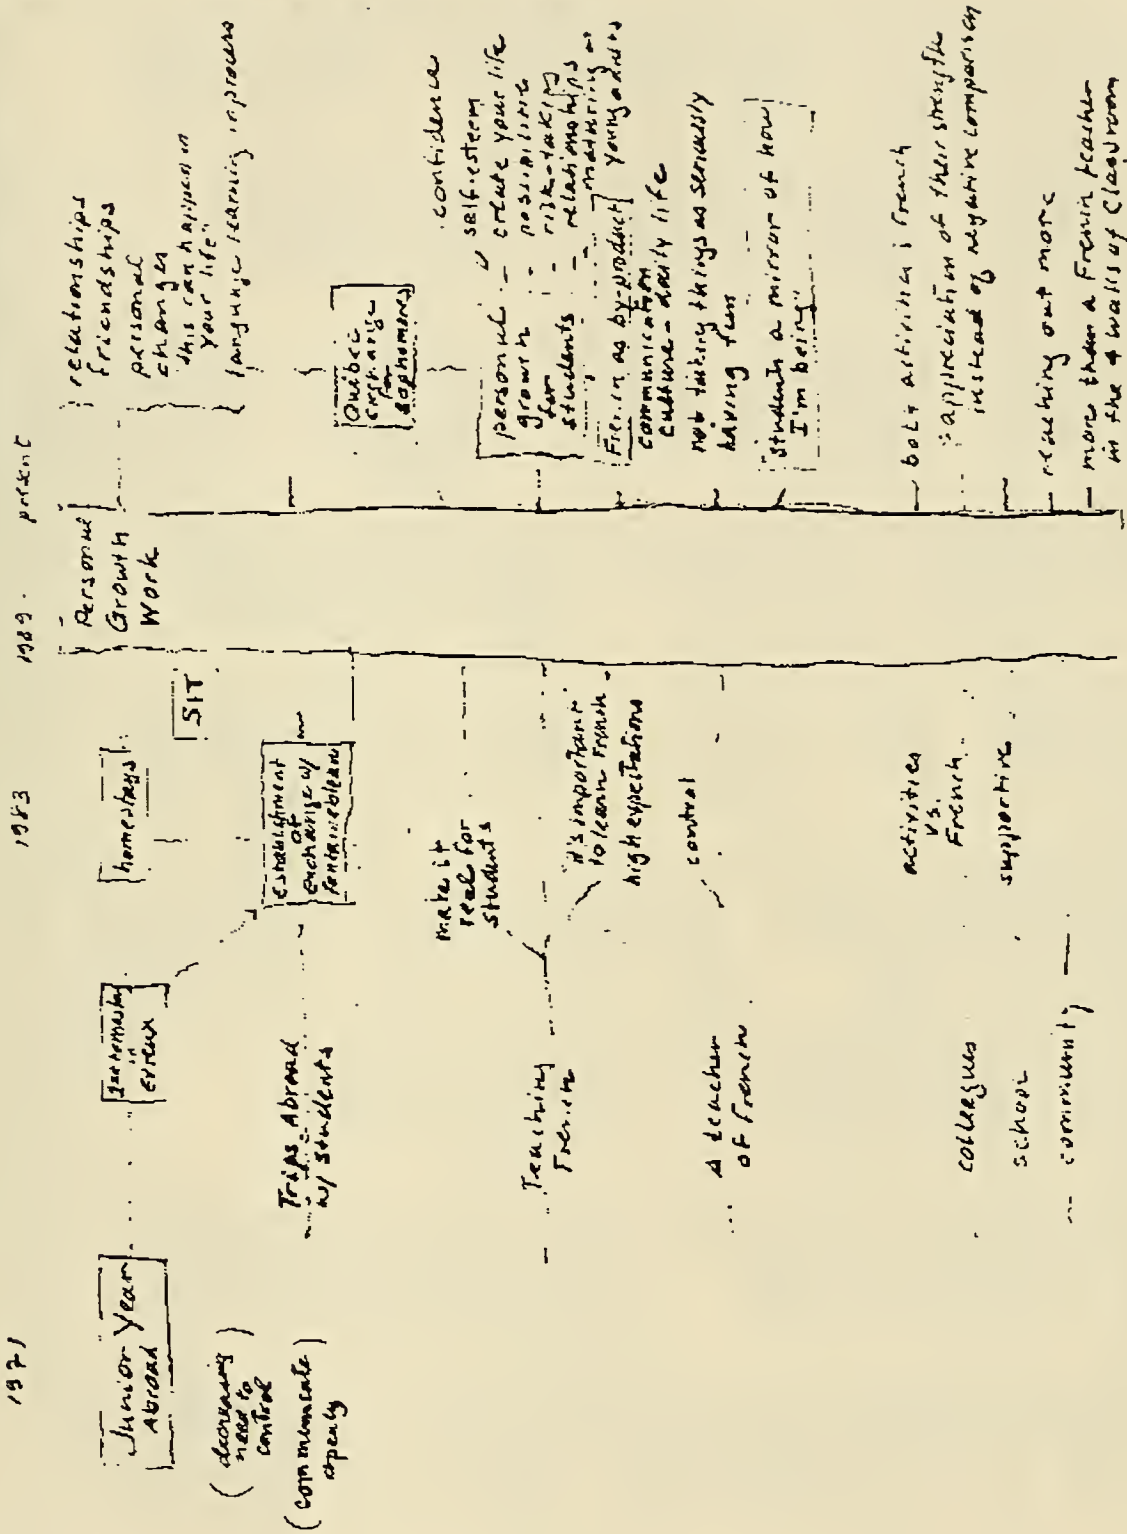 1971
1983
1989 - present
Junior Year
Abroad
(decreasing
need to
control)
(communicate
openly)
1st homestay
in
Evreux
homestays
SIT
Personal
Growth
Work
relationships
friendships
personal
changes
"this can happen in
your life"
language learning in process
Trips Abroad
w/ students
establishment
of
exchange w/
Fontainebleau
Quebec
exchange
for
sophomores
Teaching
French
make it
real for
students
"it's important
to learn French"
high expectations
confidence
self-esteem
personal
growth
for
students
create your life
possibilities
risk-taking
relationships
maturing as
young adults
French as by-product
communication
culture - daily life
not taking things as seriously
having fun
a teacher
of French
control
"students a mirror of how
I'm being"
colleagues
activities
vs.
French
both activities & French
"appreciation of their strength
instead of negative comparison
school
supportive
community
reaching out more
more than a French teacher
in the 4 walls of classroom